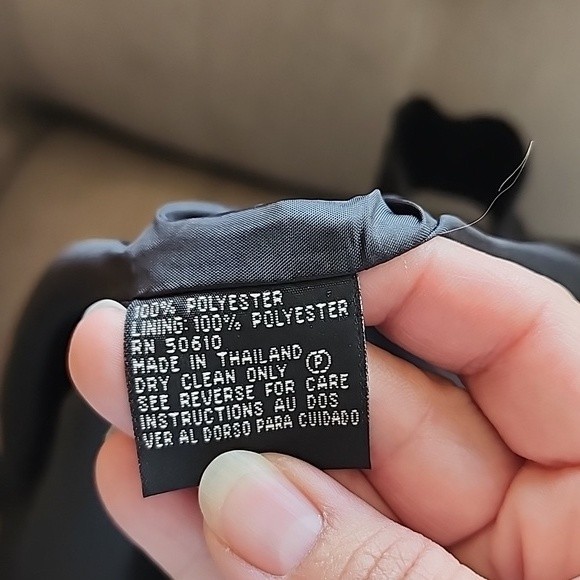 100% POLYESTER
LINING: 100% POLYESTER
RN 50610
MADE IN THAILAND
DRY CLEAN ONLY P
SEE REVERSE FOR CARE
INSTRUCTIONS AU DOS
VER AL DORSO PARA CUIDADO